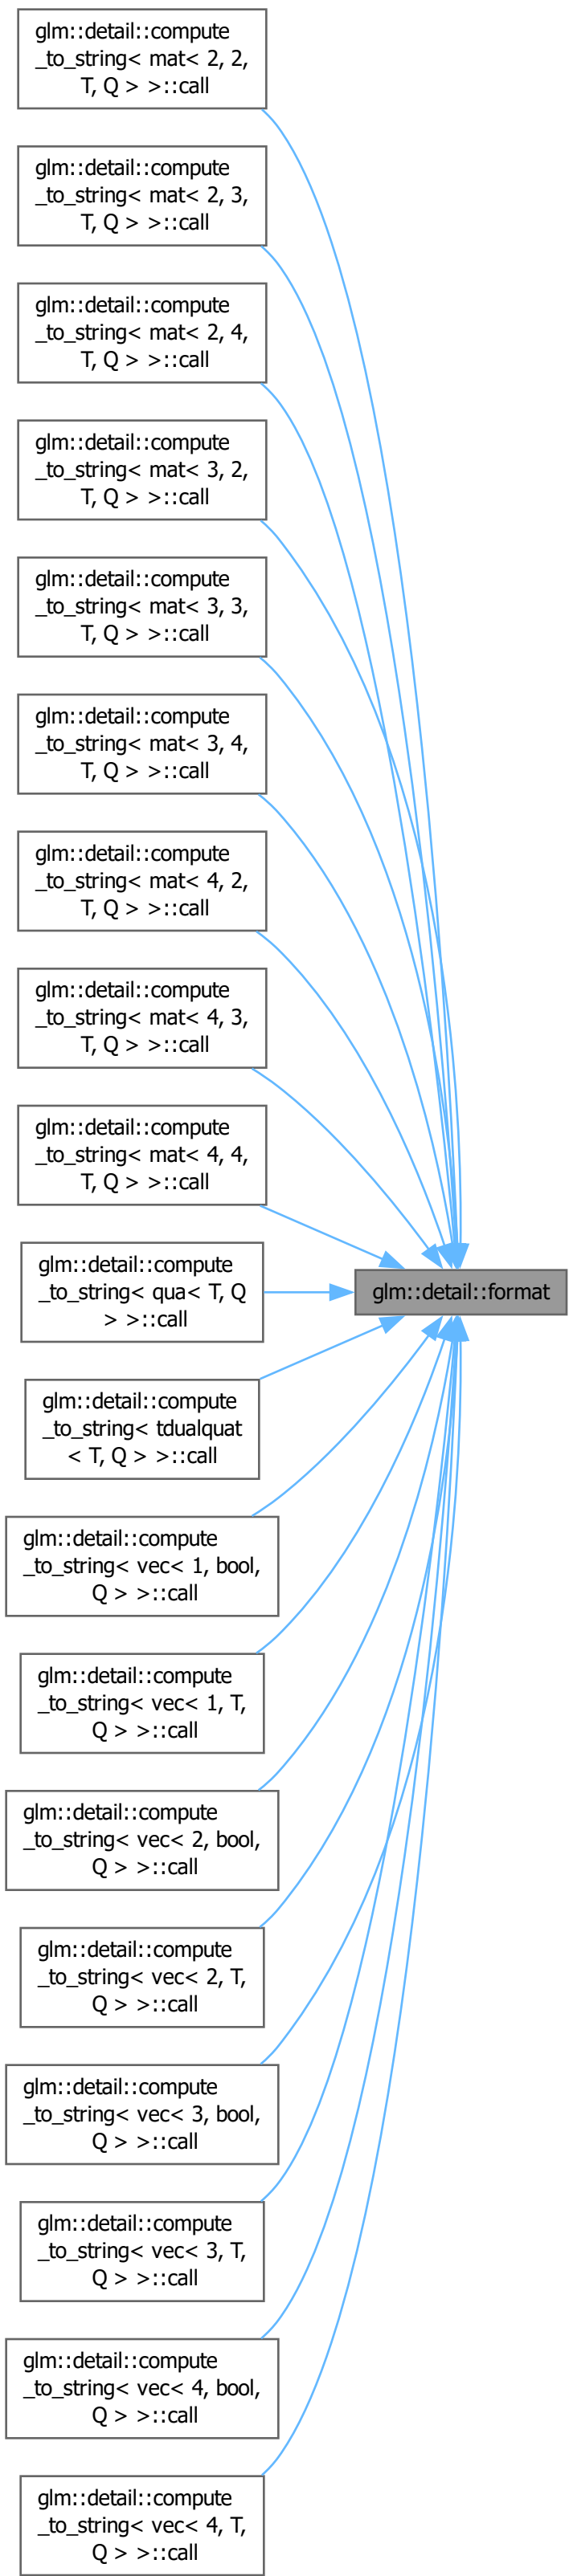 glm::detail::compute
_to_string< mat< 2, 2,
T, Q > >::call
glm::detail::compute
_to_string< mat< 2, 3,
T, Q > >::call
glm::detail::compute
_to_string< mat< 2, 4,
T, Q > >::call
glm::detail::compute
_to_string< mat< 3, 2,
T, Q > >::call
glm::detail::compute
_to_string< mat< 3, 3,
T, Q > >::call
glm::detail::compute
_to_string< mat< 3, 4,
T, Q > >::call
glm::detail::compute
_to_string< mat< 4, 2,
T, Q > >::call
glm::detail::compute
_to_string< mat< 4, 3,
T, Q > >::call
glm::detail::compute
_to_string< mat< 4, 4,
T, Q > >::call
glm::detail::compute
_to_string< qua< T, Q
> >::call
glm::detail::format
glm::detail::compute
_to_string< tdualquat
< T, Q > >::call
glm::detail::compute
_to_string< vec< 1, bool,
Q > >::call
glm::detail::compute
_to_string< vec< 1, T,
Q > >::call
glm::detail::compute
_to_string< vec< 2, bool,
Q > >::call
glm::detail::compute
_to_string< vec< 2, T,
Q > >::call
glm::detail::compute
_to_string< vec< 3, bool,
Q > >::call
glm::detail::compute
_to_string< vec< 3, T,
Q > >::call
glm::detail::compute
_to_string< vec< 4, bool,
Q > >::call
glm::detail::compute
_to_string< vec< 4, T,
Q > >::call